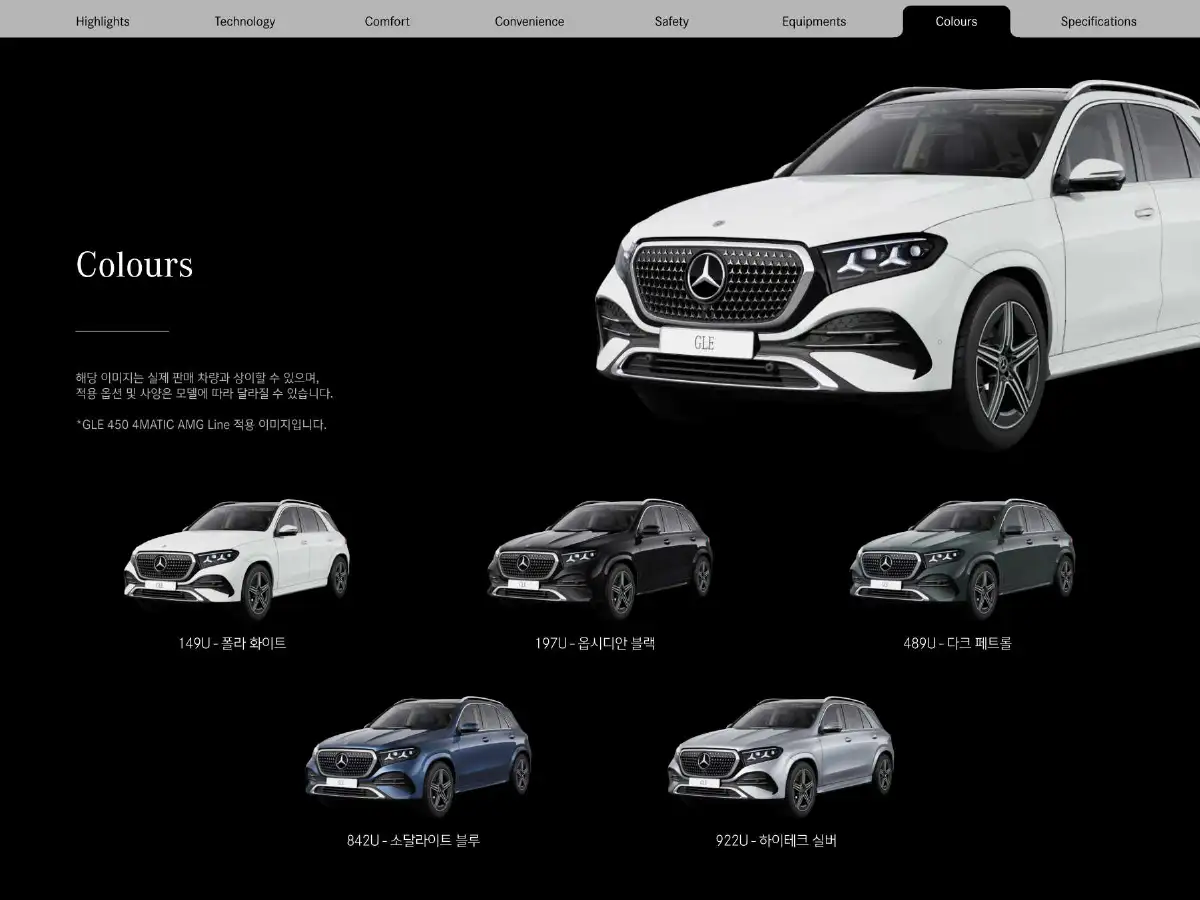 Highlights
Technology
Comfort
Convenience
Safety
Equipments
Colours
Specifications
Colours
해당 이미지는 실제 판매 차량과 상이할 수 있으며,
적용 옵션 및 사양은 모델에 따라 달라질 수 있습니다.
*GLE 450 4MATIC AMG Line 적용 이미지입니다.
GLE
149U - 폴라 화이트
197U - 옵시디안 블랙
489U - 다크 페트롤
842U - 소달라이트 블루
922U - 하이테크 실버